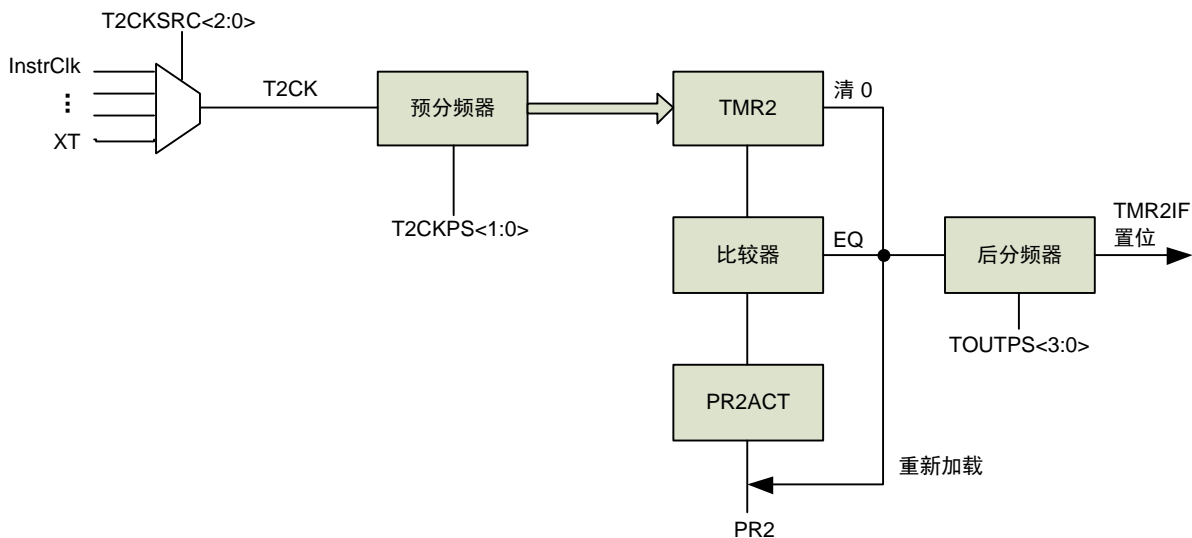 T2CKSRC<2:0>
InstrClk
⋮
XT
T2CK
预分频器
T2CKPS<1:0>
TMR2
清 0
比较器
EQ
后分频器
TMR2IF
置位
TOUTPS<3:0>
PR2ACT
重新加载
PR2